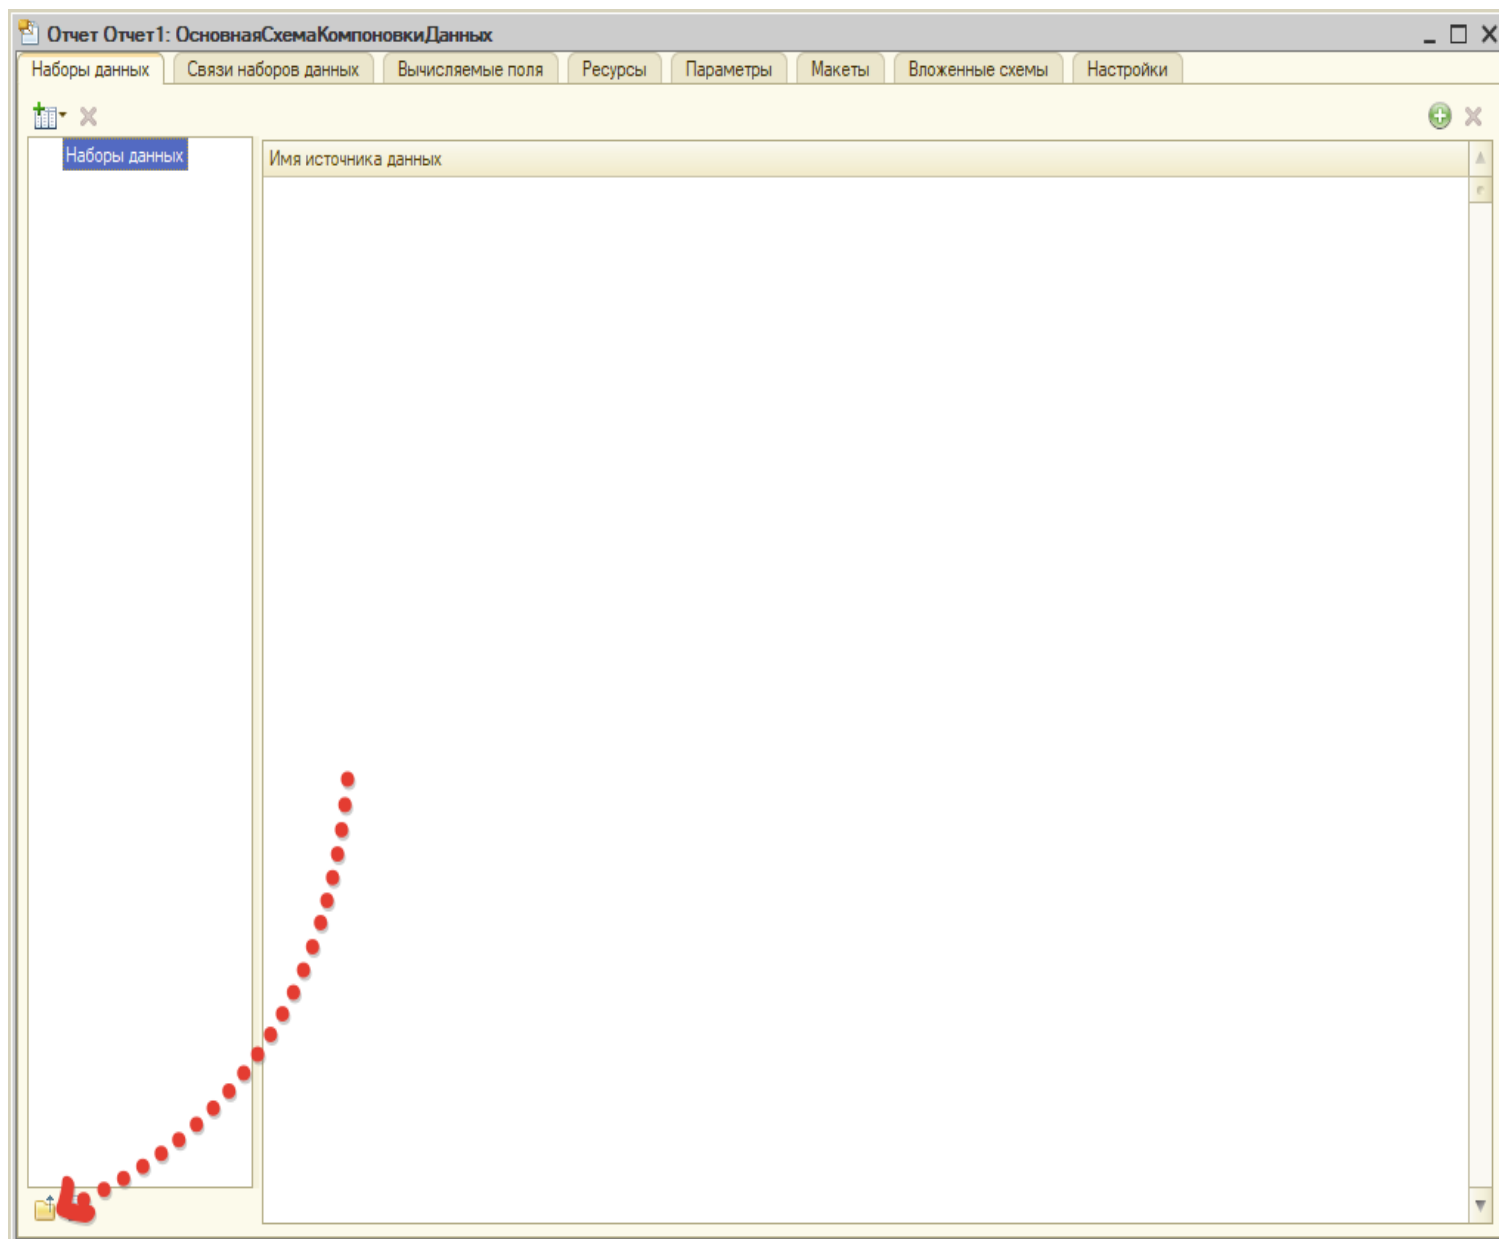 Отчет Отчет1: ОсновнаяСхемаКомпоновкиДанных
Наборы данных Связи наборов данных Вычисляемые поля Ресурсы Параметры Макеты Вложенные схемы Настройки
Наборы данных
Имя источника данных